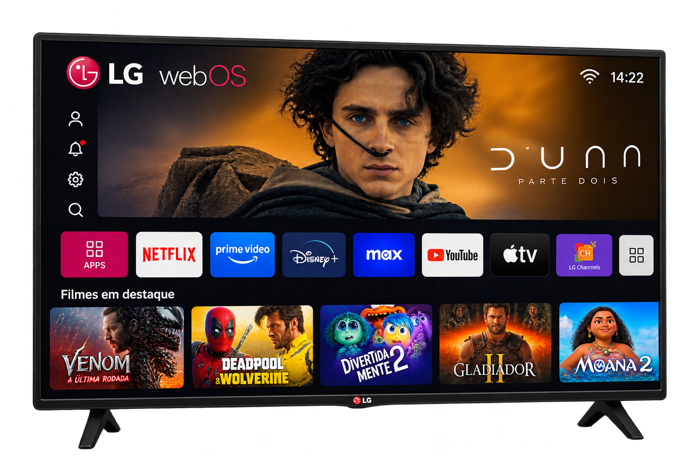 LG webOS
14:22
D·UNN
PARTE DOIS
APPS
NETFLIX
prime video
Disney+
max
YouTube
tv
CH
LG Channels
Filmes em destaque
VENOM
A ÚLTIMA RODADA
DEADPOOL
& WOLVERINE
DIVERTIDA
MENTE 2
GLADIADOR
II
MOANA 2
LG